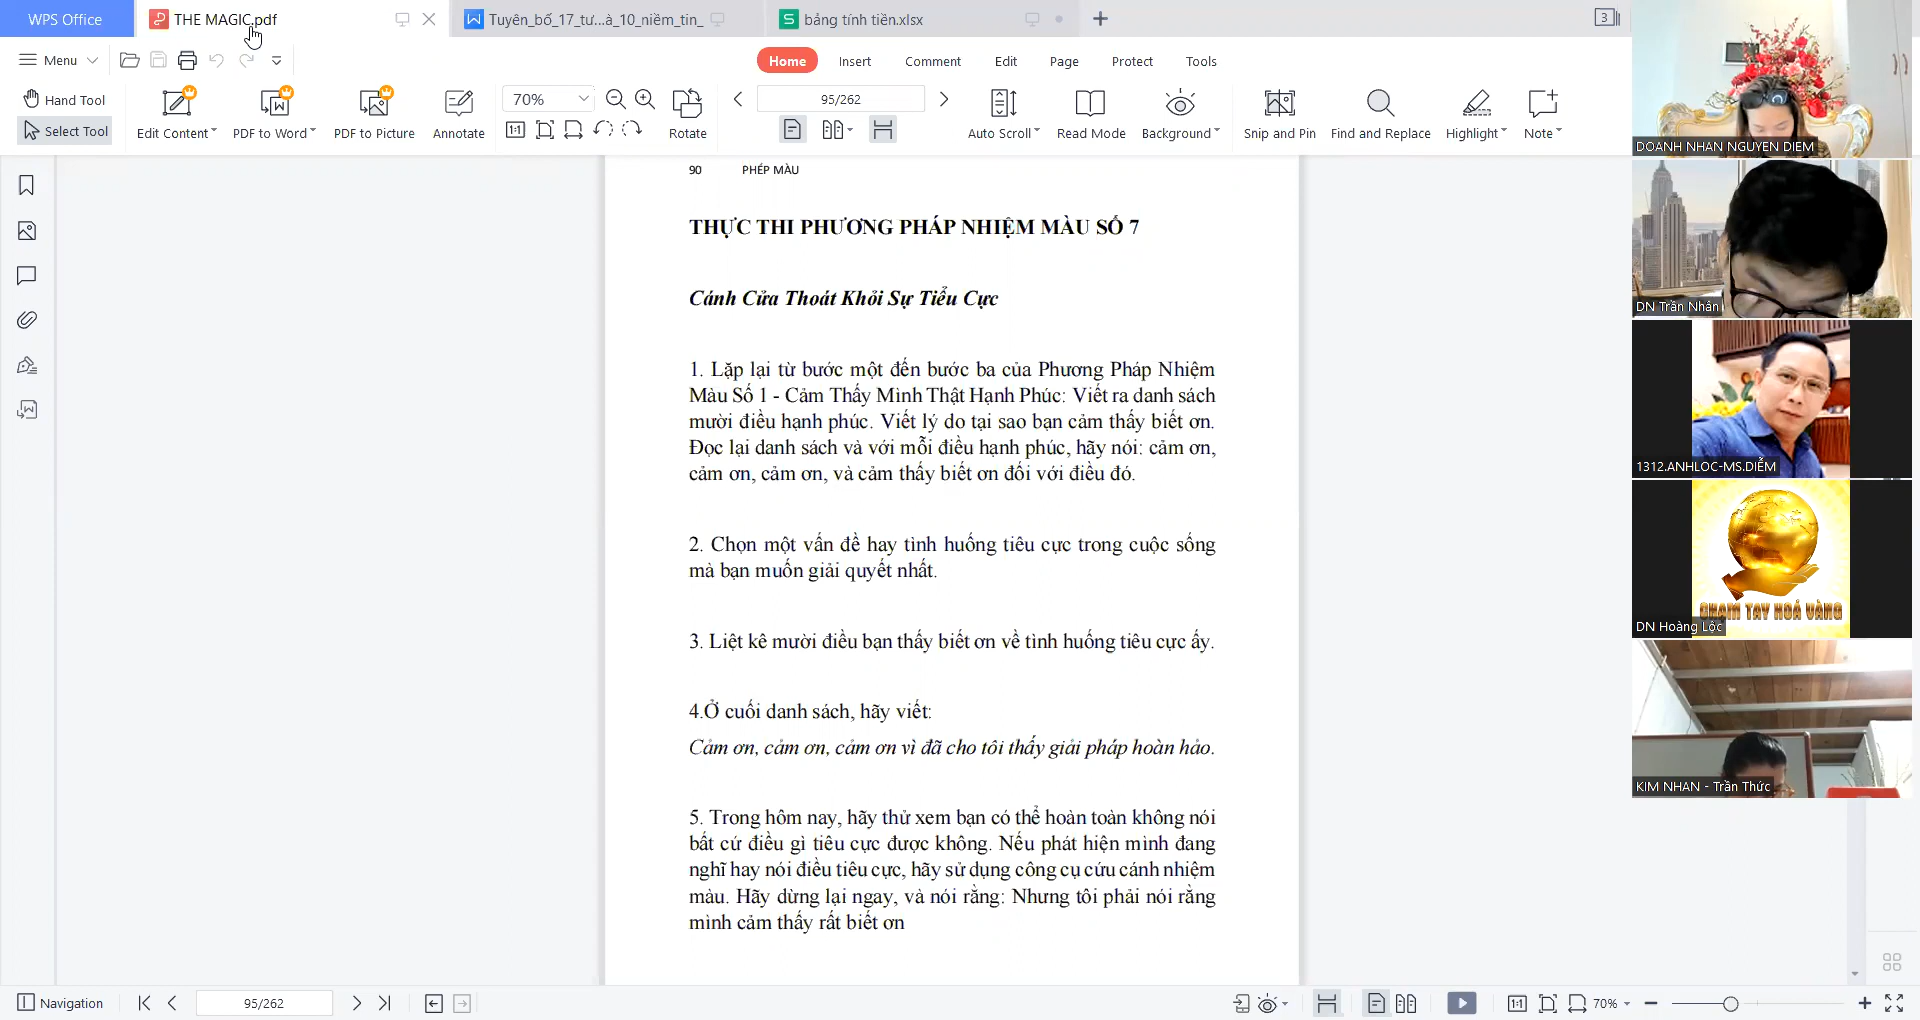 WPS Office
THE MAGIC.pdf
Tuyên_bố_17_tư...à_10_niềm_tin_
bảng tính tiền.xlsx
3
Menu
Home
Insert
Comment
Edit
Page
Protect
Tools
Hand Tool
Select Tool
Edit Content
PDF to Word
PDF to Picture
Annotate
70%
Rotate
95/262
Auto Scroll
Read Mode
Background
Snip and Pin
Find and Replace
Highlight
Note
90 PHÉP MÀU
THỰC THI PHƯƠNG PHÁP NHIỆM MÀU SỐ 7
Cánh Cửa Thoát Khỏi Sự Tiểu Cực
1. Lặp lại từ bước một đến bước ba của Phương Pháp Nhiệm
Màu Số 1 - Cảm Thấy Mình Thật Hạnh Phúc: Viết ra danh sách
mười điều hạnh phúc. Viết lý do tại sao bạn cảm thấy biết ơn.
Đọc lại danh sách và với mỗi điều hạnh phúc, hãy nói: cảm ơn,
cảm ơn, cảm ơn, và cảm thấy biết ơn đối với điều đó.
2. Chọn một vấn đề hay tình huống tiêu cực trong cuộc sống
mà bạn muốn giải quyết nhất.
3. Liệt kê mười điều bạn thấy biết ơn về tình huống tiêu cực ấy.
4.Ở cuối danh sách, hãy viết:
Cảm ơn, cảm ơn, cảm ơn vì đã cho tôi thấy giải pháp hoàn hảo.
5. Trong hôm nay, hãy thử xem bạn có thể hoàn toàn không nói
bất cứ điều gì tiêu cực được không. Nếu phát hiện mình đang
nghĩ hay nói điều tiêu cực, hãy sử dụng công cụ cứu cánh nhiệm
màu. Hãy dừng lại ngay, và nói rằng: Nhưng tôi phải nói rằng
mình cảm thấy rất biết ơn
DOANH NHAN NGUYEN DIEM
DN Trần Nhân
1312.ANHLOC-MS.DIỄM
CHẠM TAY HOÁ VÀNG
DN Hoàng Lộc
KIM NHAN - Trần Thức
Navigation
95/262
70%